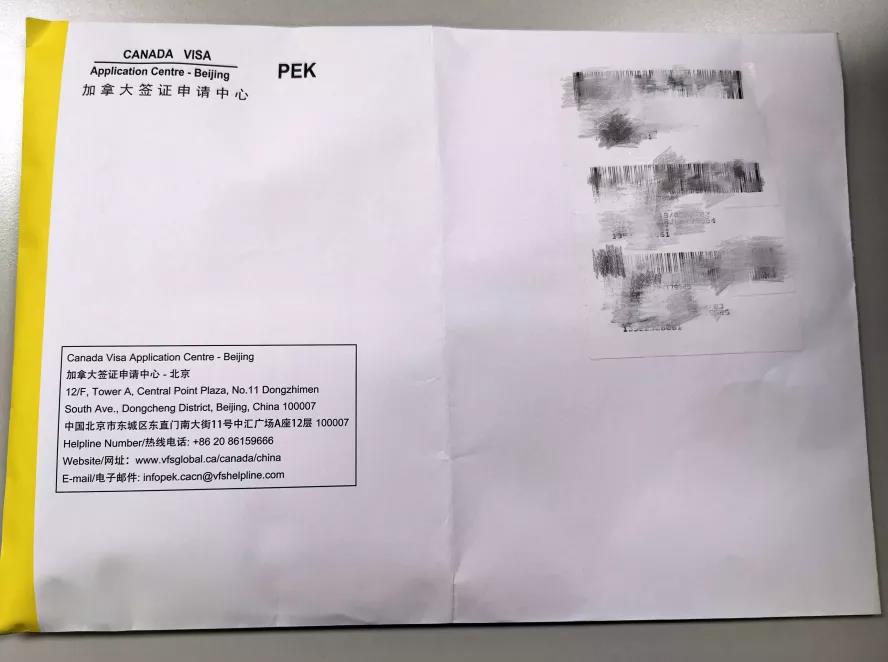 CANADA VISA
Application Centre - Beijing
加拿大签证申请中心
PEK
Canada Visa Application Centre - Beijing
加拿大签证申请中心 - 北京
12/F, Tower A, Central Point Plaza, No.11 Dongzhimen
South Ave., Dongcheng District, Beijing, China 100007
中国北京市东城区东直门南大街11号中汇广场A座12层 100007
Helpline Number/热线电话: +86 20 86159666
Website/网址：www.vfsglobal.ca/canada/china
E-mail/电子邮件: infopek.cacn@vfshelpline.com